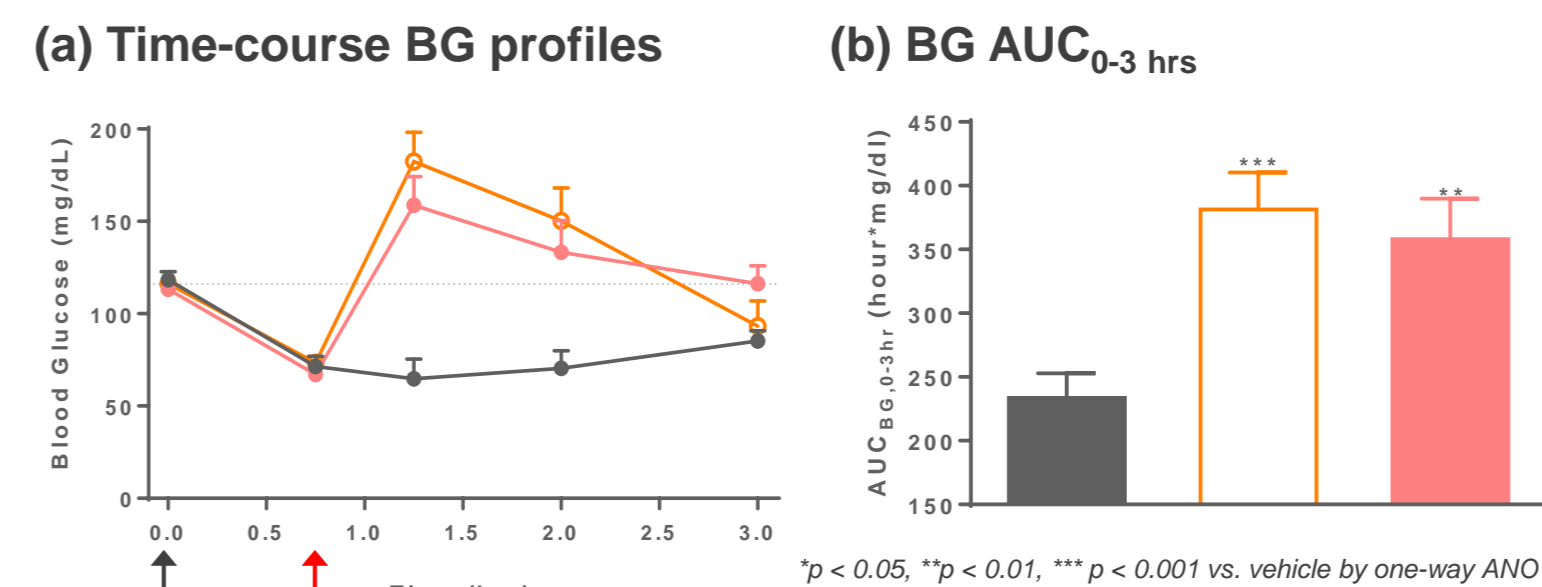 (a) Time-course BG profiles
Blood Glucose (mg/dL)
200
150
100
50
0
0.0 0.5 1.0 1.5 2.0 2.5 3.0
(b) BG AUC0-3 hrs
AUCBG,0-3hr (hour*mg/dl)
450
400
350
300
250
200
150
***
**
*p < 0.05, **p < 0.01, *** p < 0.001 vs. vehicle by one-way ANO